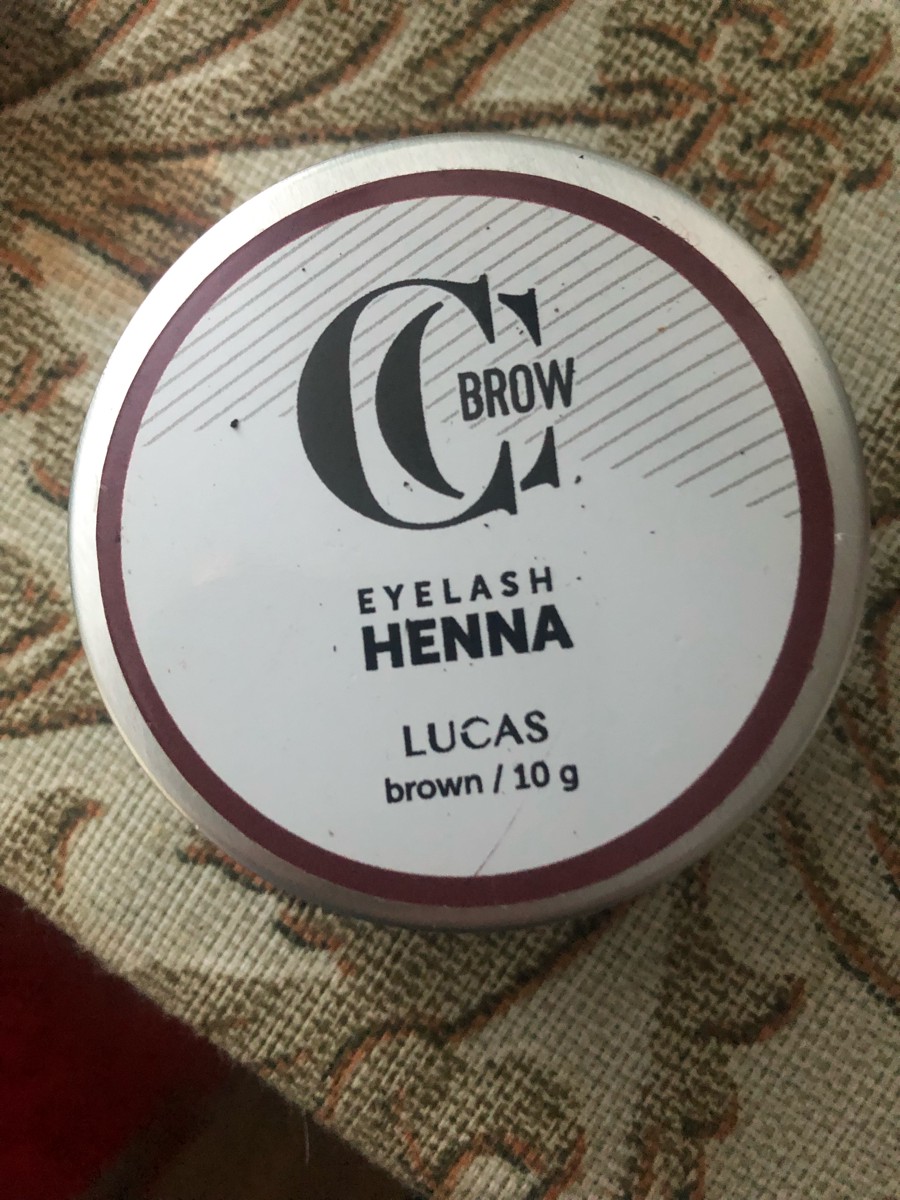 CC
BROW
EYELASH
HENNA
LUCAS
brown / 10 g